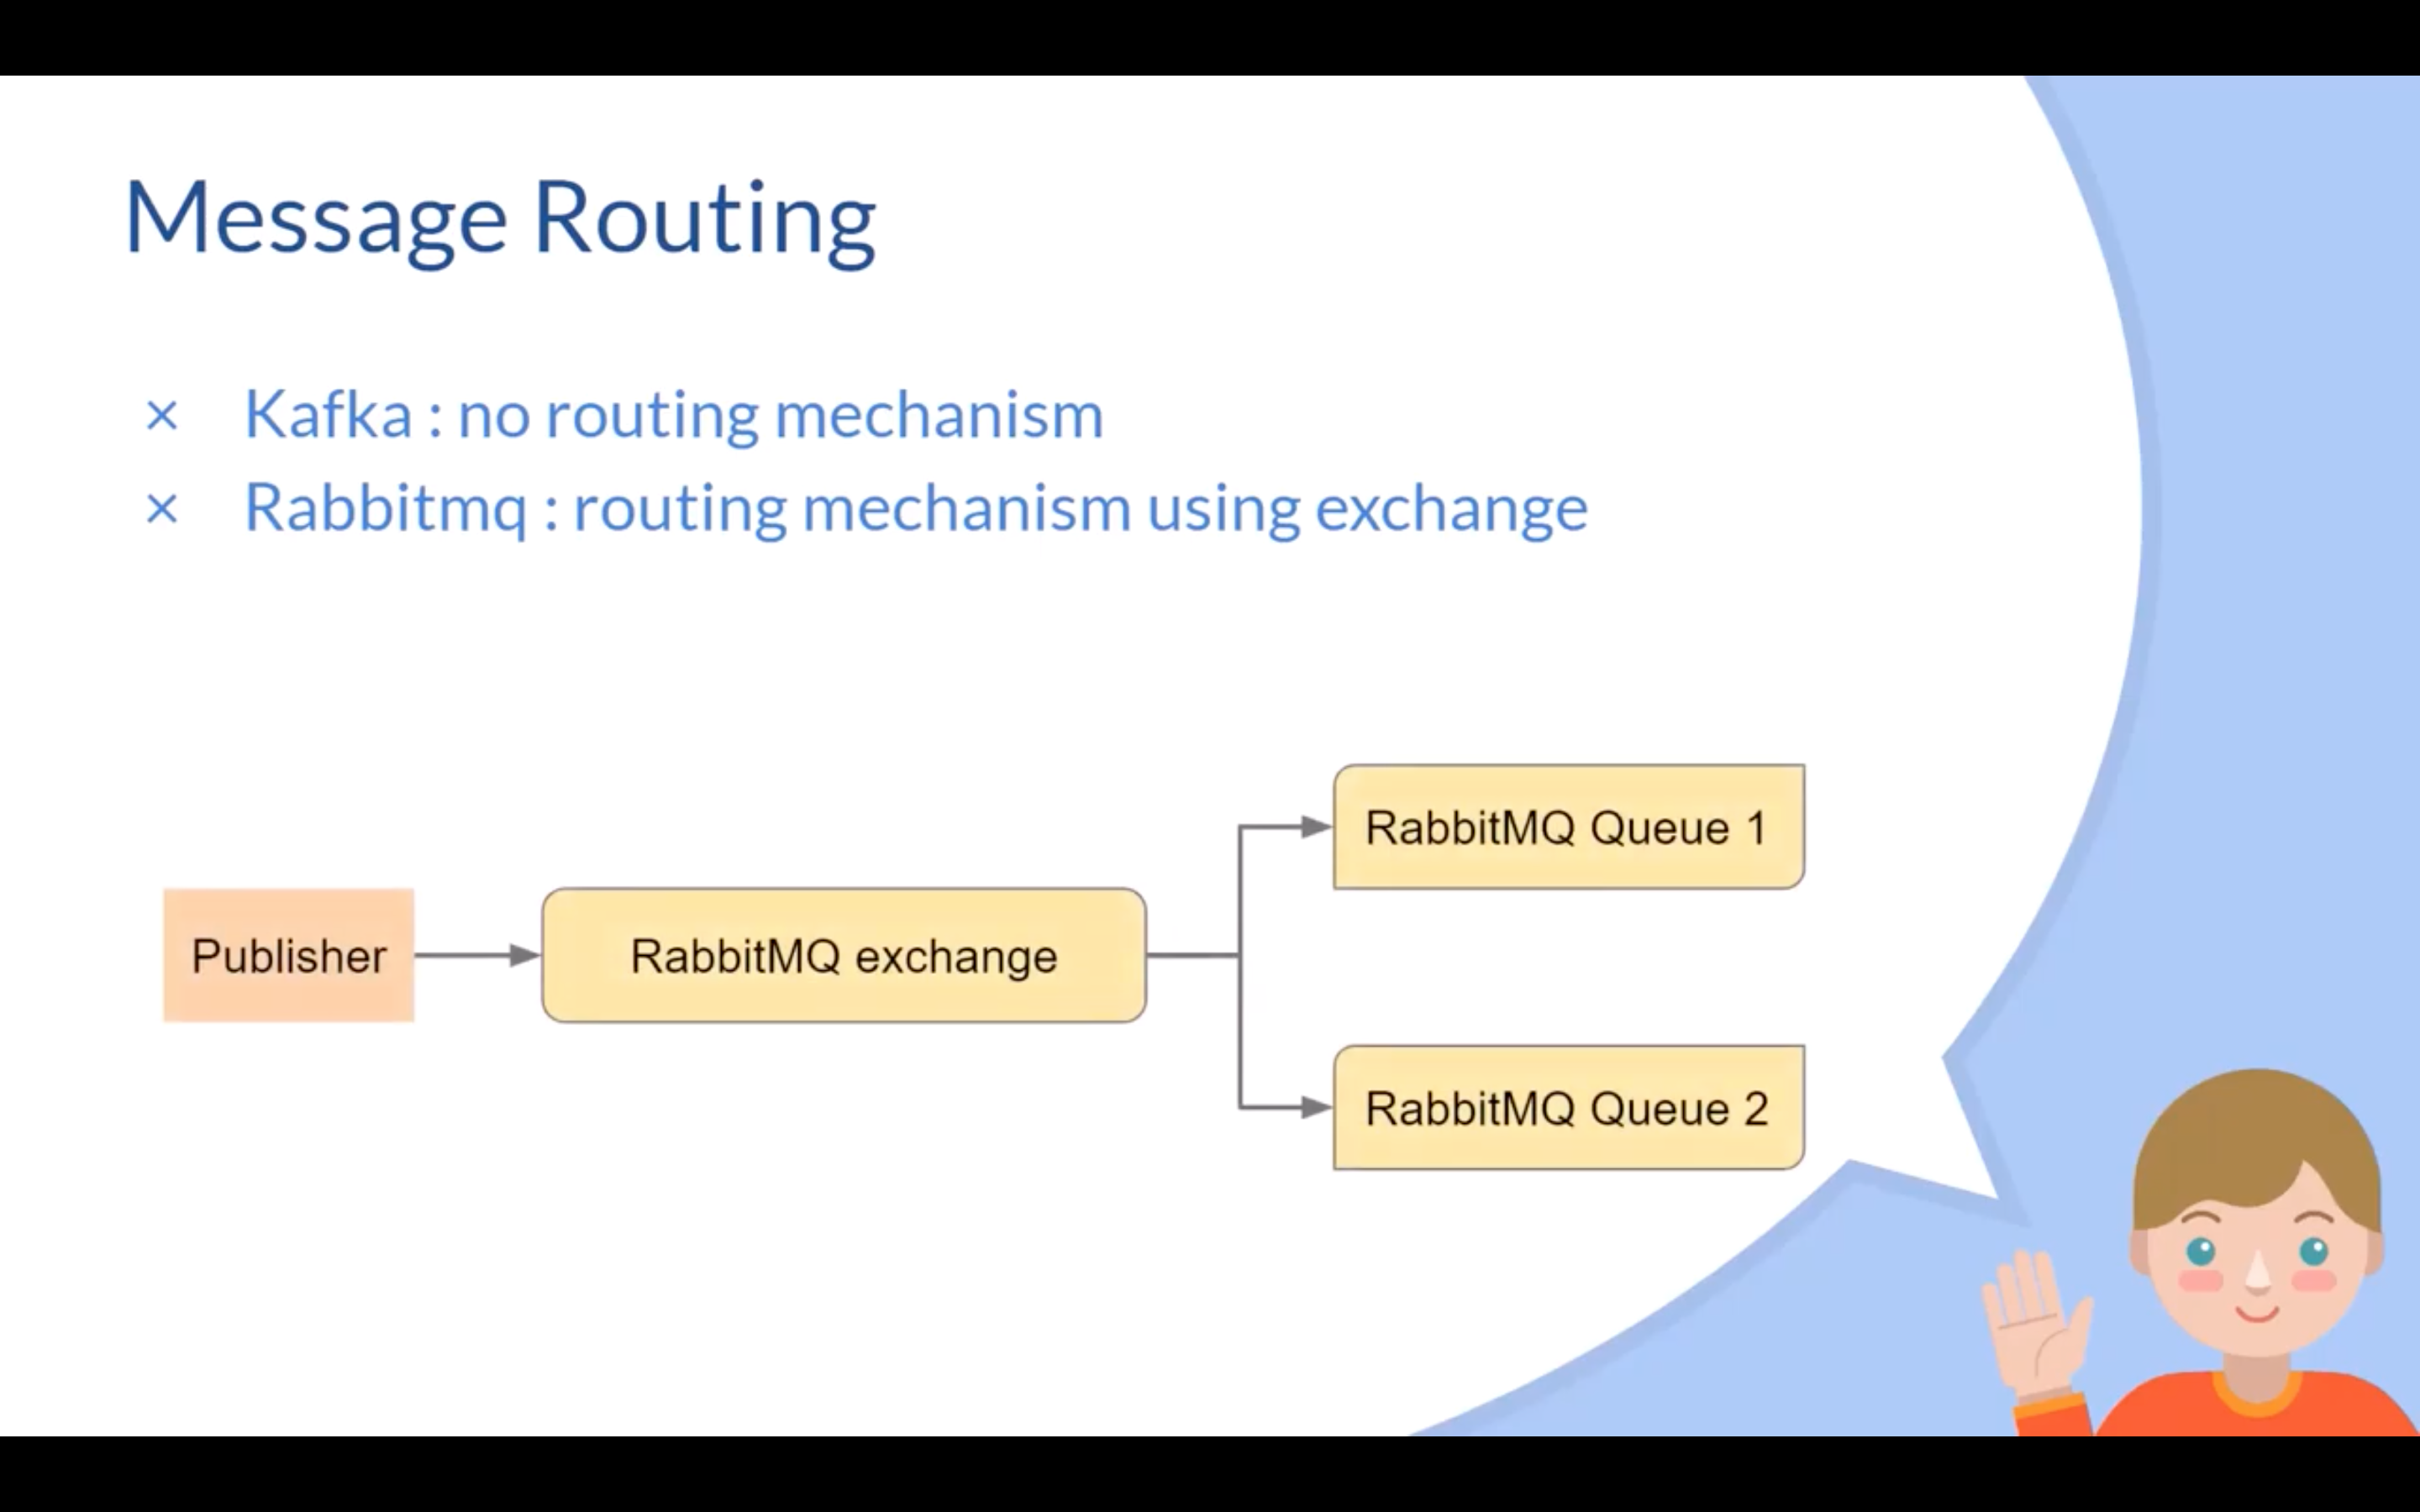 Message Routing
× Kafka : no routing mechanism
× Rabbitmq : routing mechanism using exchange
RabbitMQ Queue 1
Publisher
RabbitMQ exchange
RabbitMQ Queue 2